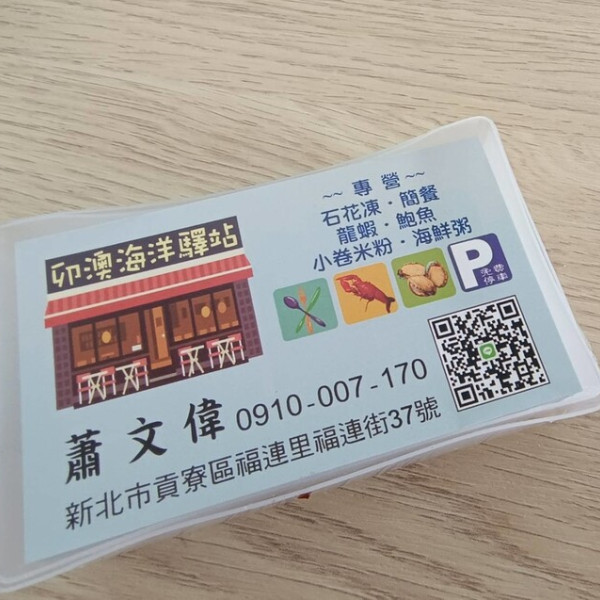 卯澳海洋驛站
~~ 專 營 ~~
石花凍・簡餐
龍蝦・鮑魚
小卷米粉・海鮮粥
P
免費
停車
蕭文偉 0910-007-170
新北市貢寮區福連里福連街37號